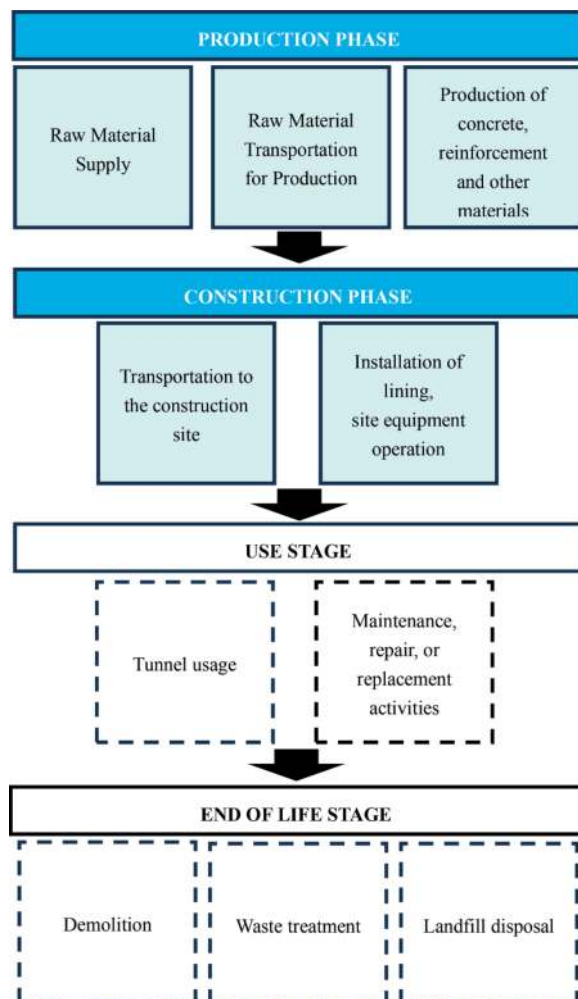 PRODUCTION PHASE
Raw Material
Supply
Raw Material
Transportation
for Production
Production of
concrete,
reinforcement
and other
materials
CONSTRUCTION PHASE
Transportation to
the construction
site
Installation of
lining,
site equipment
operation
USE STAGE
Tunnel usage
Maintenance,
repair, or
replacement
activities
END OF LIFE STAGE
Demolition
Waste treatment
Landfill disposal